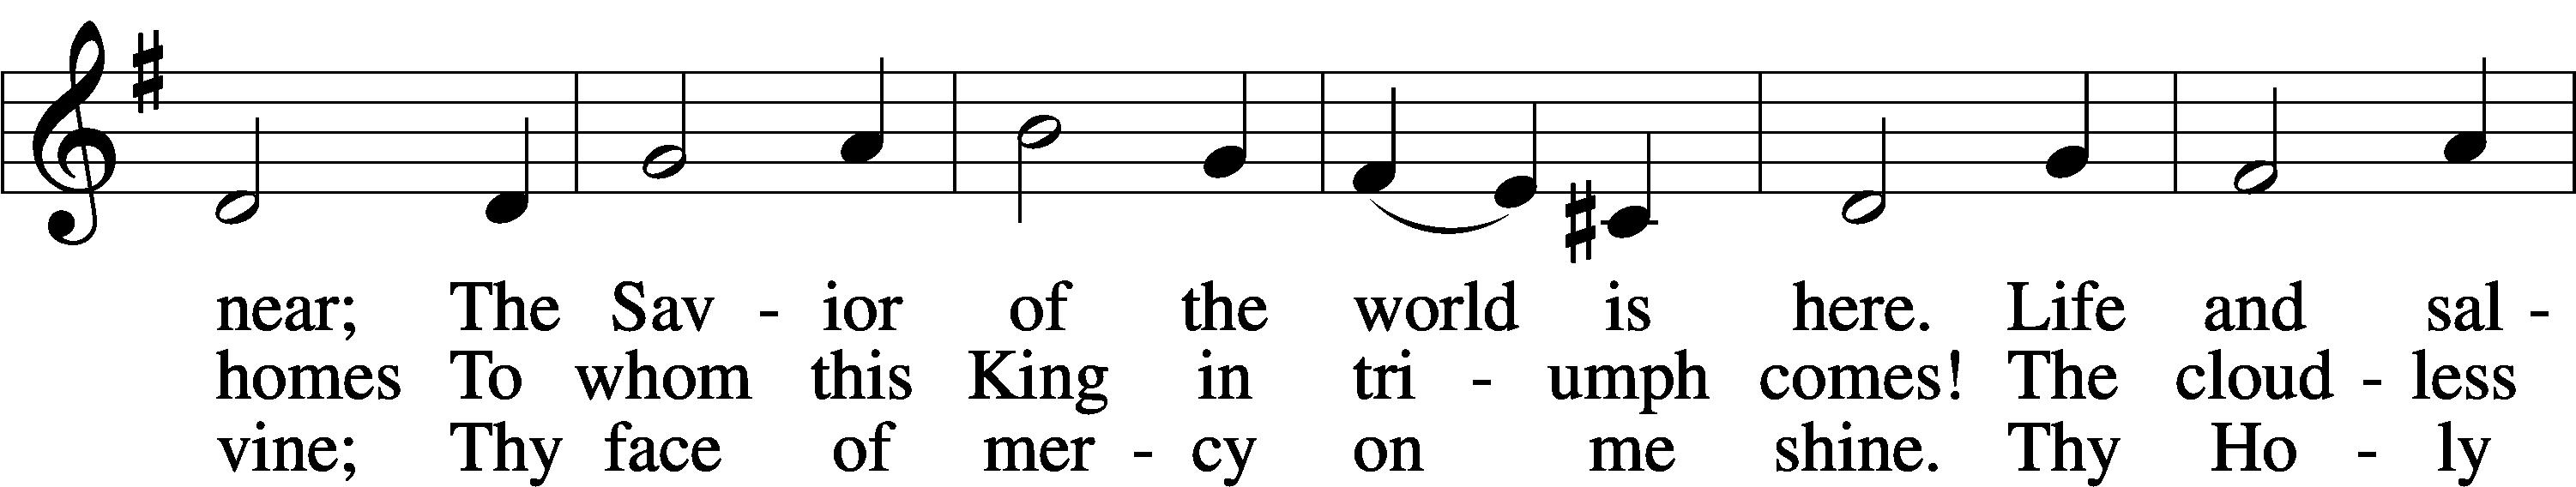 near; The Sav - ior of the world is here. Life and sal -
homes To whom this King in tri - umph comes! The cloud - less
vine; Thy face of mer - cy on me shine. Thy Ho - ly